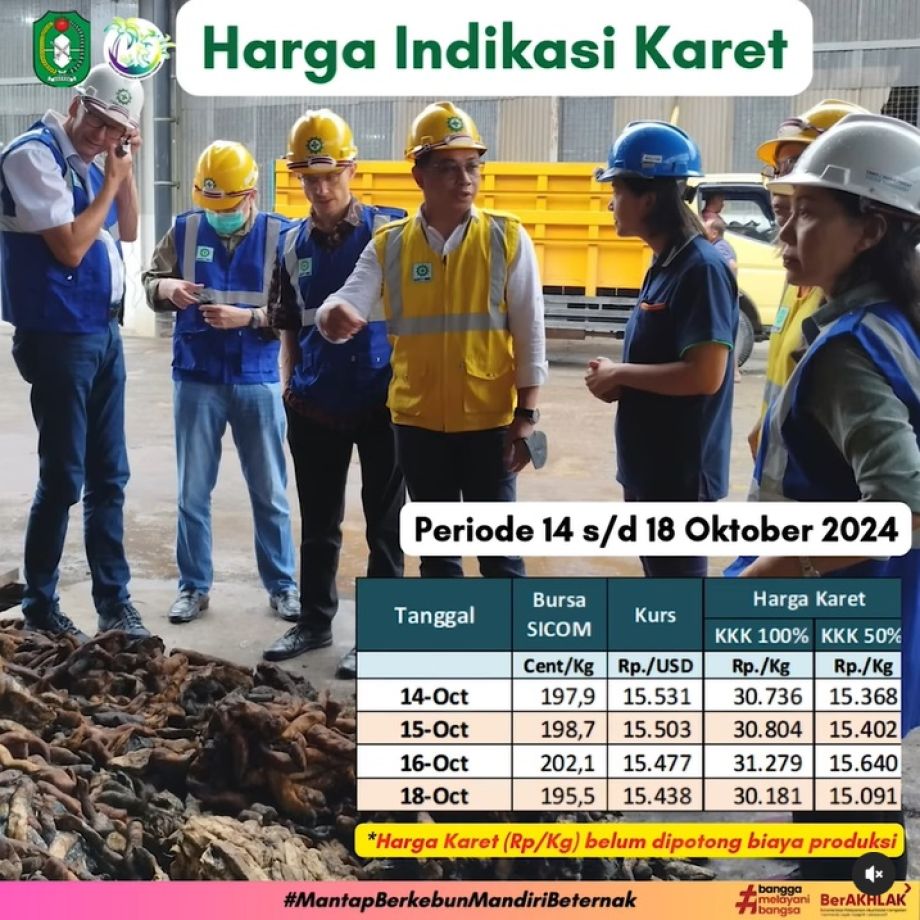 Harga Indikasi Karet
Periode 14 s/d 18 Oktober 2024
Tanggal Bursa SICOM Kurs Harga Karet
KKK 100% KKK 50%
Cent/Kg Rp./USD Rp./Kg Rp./Kg
14-Oct 197,9 15.531 30.736 15.368
15-Oct 198,7 15.503 30.804 15.402
16-Oct 202,1 15.477 31.279 15.640
18-Oct 195,5 15.438 30.181 15.091
*Harga Karet (Rp/Kg) belum dipotong biaya produksi
#MantapBerkebunMandiriBeternak
#bangga melayani bangsa
BerAKHLAK